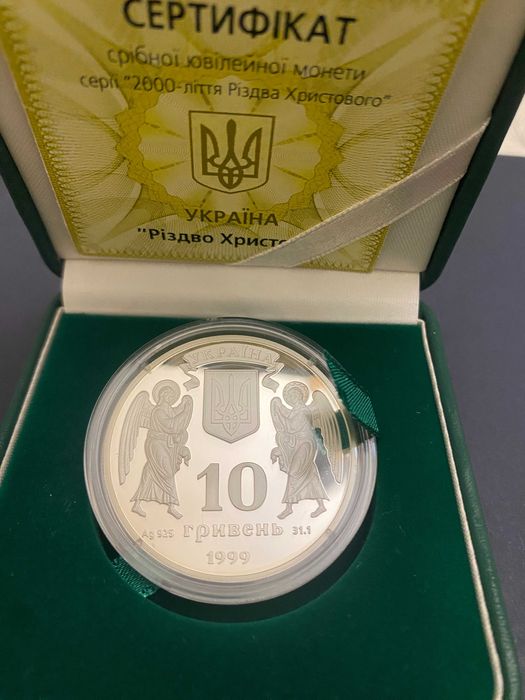 СЕРТИФІКАТ
срібної ювілейної монети
серії "2000-ліття Різдва Христового"
УКРАЇНА
"Різдво
УКРАЇНА
10
Ag 925 гривень 31.1
1999